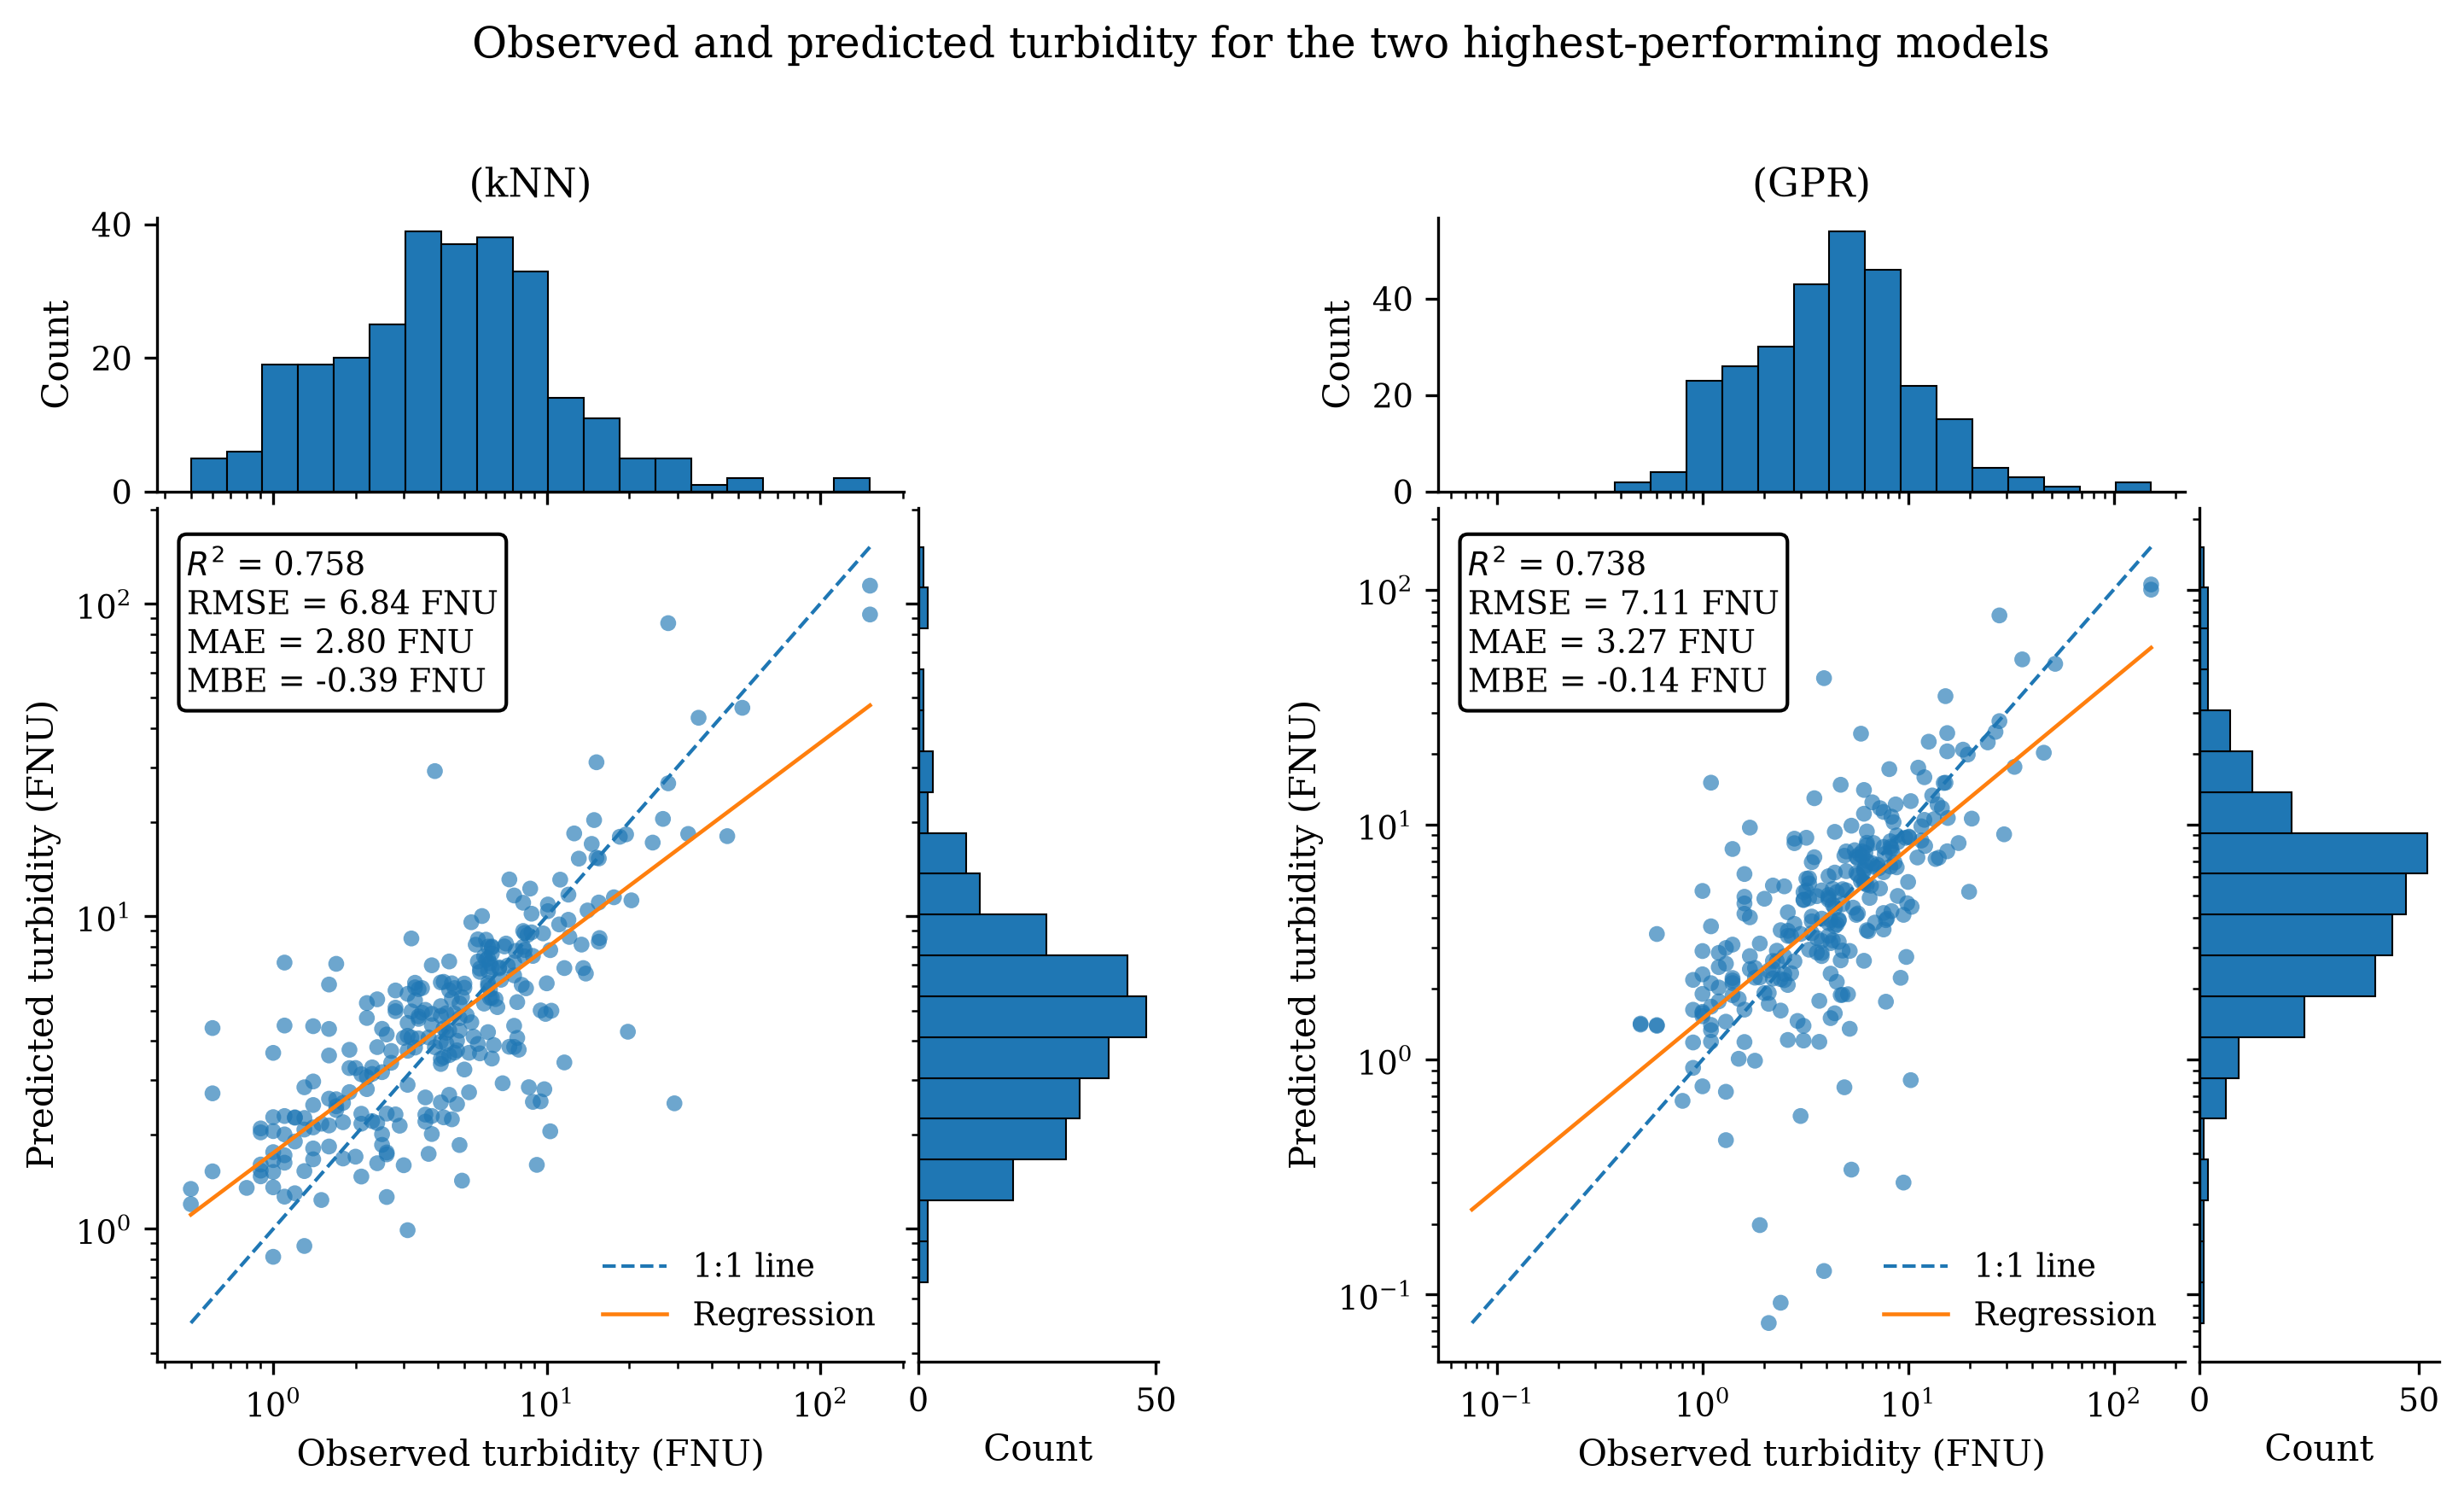 Observed and predicted turbidity for the two highest-performing models
(kNN)
Count
40
20
0
R² = 0.758
RMSE = 6.84 FNU
MAE = 2.80 FNU
MBE = -0.39 FNU
Predicted turbidity (FNU)
10²
10¹
10⁰
1:1 line
Regression
10⁰ 10¹ 10²
Observed turbidity (FNU)
0 50
Count
(GPR)
Count
40
20
0
R² = 0.738
RMSE = 7.11 FNU
MAE = 3.27 FNU
MBE = -0.14 FNU
Predicted turbidity (FNU)
10²
10¹
10⁰
10⁻¹
1:1 line
Regression
10⁻¹ 10⁰ 10¹ 10²
Observed turbidity (FNU)
0 50
Count